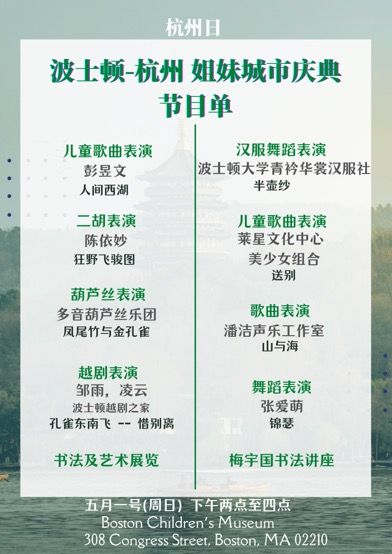 杭州日
波士顿-杭州 姐妹城市庆典
节目单
儿童歌曲表演
彭昱文
人间西湖
二胡表演
陈依妙
狂野飞骏图
葫芦丝表演
多音葫芦丝乐团
凤尾竹与金孔雀
越剧表演
邹雨，凌云
波士顿越剧之家
孔雀东南飞 -- 惜别离
书法及艺术展览
汉服舞蹈表演
波士顿大学青衿华裳汉服社
半壶纱
儿童歌曲表演
莱星文化中心
美少女组合
送别
歌曲表演
潘洁声乐工作室
山与海
舞蹈表演
张爱萌
锦瑟
梅宇国书法讲座
五月一号(周日) 下午两点至四点
Boston Children's Museum
308 Congress Street, Boston, MA 02210